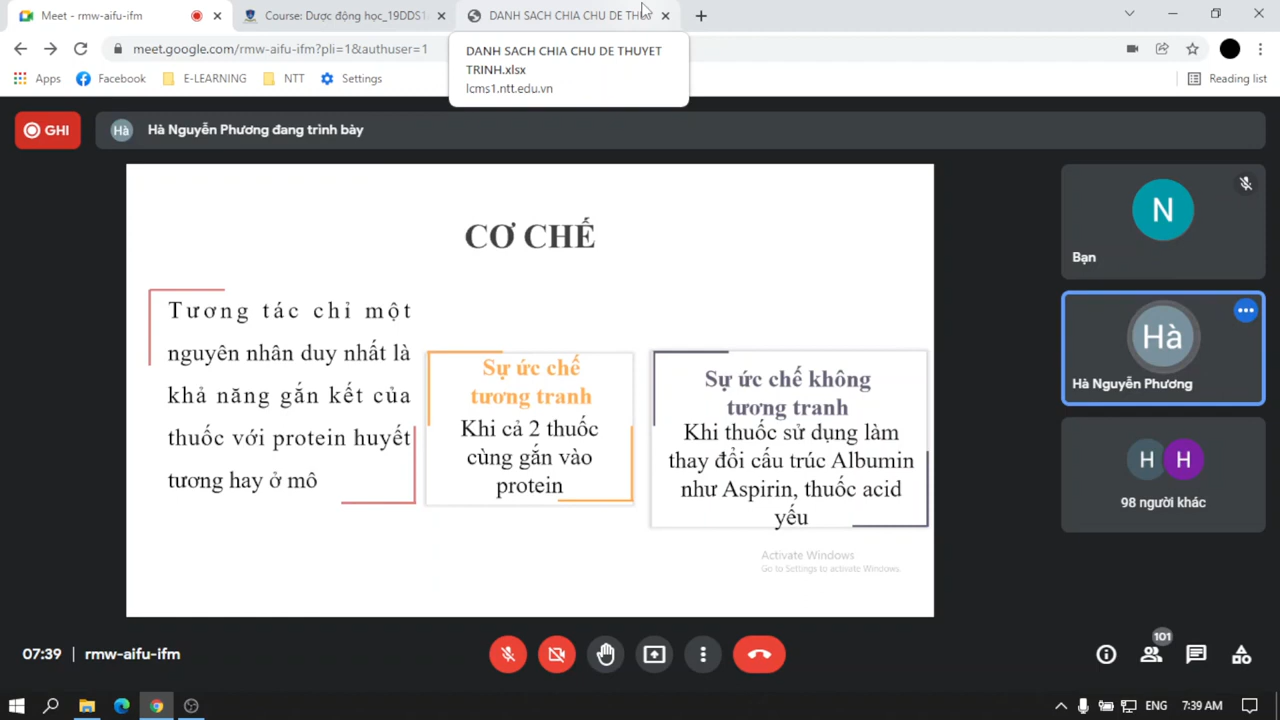 Meet - rmw-aifu-ifm
Course: Dược động học_19DDS1
DANH SACH CHIA CHU DE THU
meet.google.com/rmw-aifu-ifm?pli=1&authuser=1
DANH SACH CHIA CHU DE THUYET
TRINH.xlsx
lcms1.ntt.edu.vn
Apps
Facebook
E-LEARNING
NTT
Settings
Reading list
GHI
Hà
Hà Nguyễn Phương đang trình bày
CƠ CHẾ
Tương tác chỉ một
nguyên nhân duy nhất là
khả năng gắn kết của
thuốc với protein huyết
tương hay ở mô
Sự ức chế
tương tranh
Khi cả 2 thuốc
cùng gắn vào
protein
Sự ức chế không
tương tranh
Khi thuốc sử dụng làm
thay đổi cấu trúc Albumin
như Aspirin, thuốc acid
yếu
Activate Windows
Go to Settings to activate Windows.
N
Bạn
Hà
Hà Nguyễn Phương
H
H
98 người khác
07:39 | rmw-aifu-ifm
101
ENG
7:39 AM